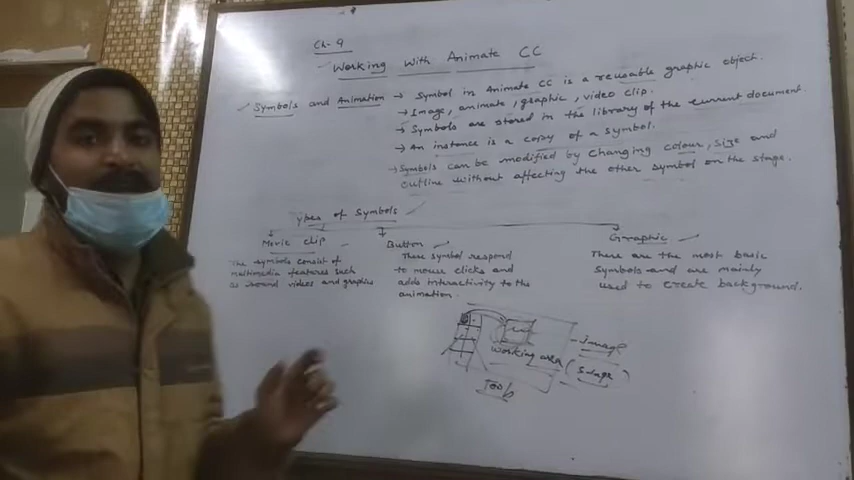 Ch-9
Working With Animate CC
Symbols and Animation → Symbol in Animate CC is a reusable graphic object.
→ Image, animate, graphic, video clip.
→ Symbols are stored in the library of the current document.
→ An instance is a copy of a symbol.
→ Symbols can be modified by changing colour, size and
outline without affecting the other symbol on the stage.
Types of Symbols
Movie clip
The symbols consist of
multimedia features such
as sound videos and graphics
Button
These symbol respond
to mouse clicks and
adds interactivity to the
animation.
Graphic
These are the most basic
symbols and are mainly
used to create background.
Image
working area (Stage)
Tools